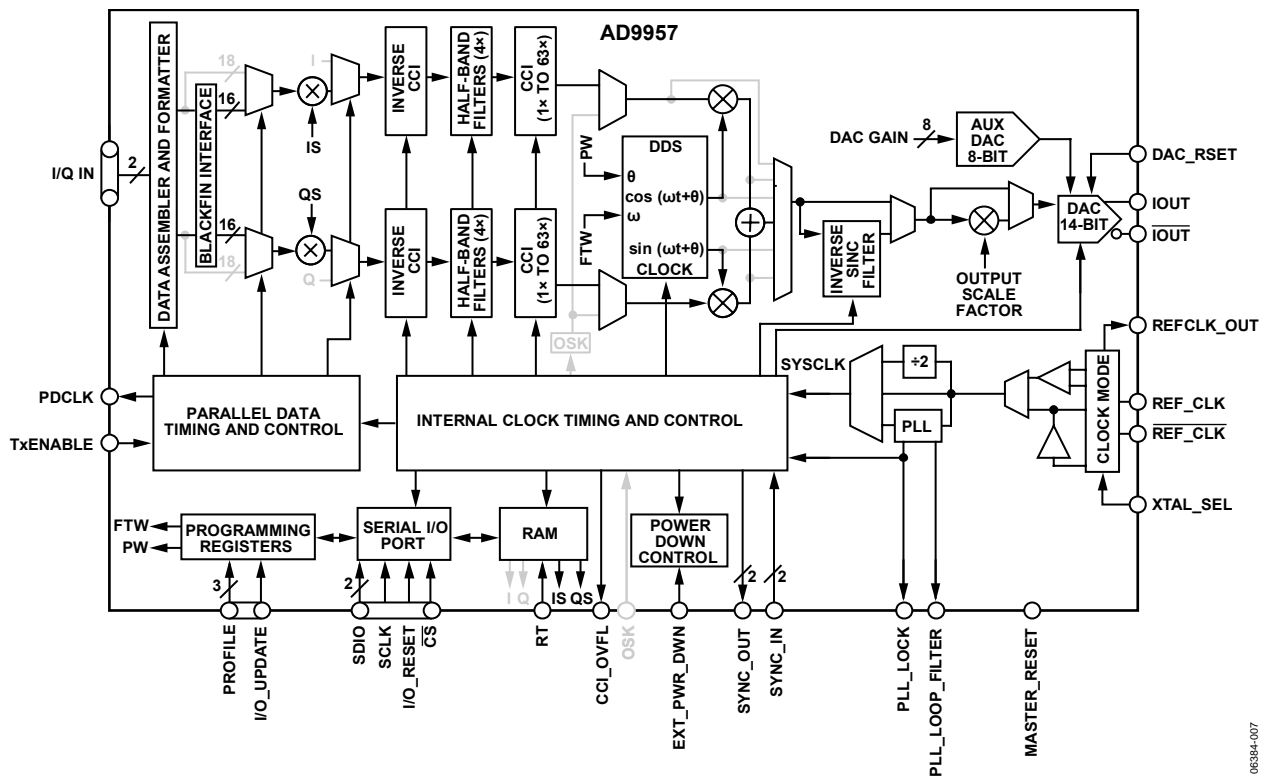 AD9957
I/Q IN
2
DATA ASSEMBLER AND FORMATTER
BLACKFIN INTERFACE
18
16
16
18
IS
QS
I
Q
INVERSE
CCI
HALF-BAND
FILTERS (4×)
CCI
(1× TO 63×)
INVERSE
CCI
HALF-BAND
FILTERS (4×)
CCI
(1× TO 63×)
OSK
PW
FTW
DDS
θ
cos (ωt+θ)
ω
sin (ωt+θ)
CLOCK
INVERSE
SINC
FILTER
OUTPUT
SCALE
FACTOR
DAC GAIN
8
AUX
DAC
8-BIT
DAC
14-BIT
DAC_RSET
IOUT
IOUT
REFCLK_OUT
REF_CLK
REF_CLK
XTAL_SEL
CLOCK MODE
SYSCLK
÷2
PLL
PDCLK
TxENABLE
PARALLEL DATA
TIMING AND CONTROL
INTERNAL CLOCK TIMING AND CONTROL
FTW
PW
PROGRAMMING
REGISTERS
SERIAL I/O
PORT
RAM
POWER
DOWN
CONTROL
3
2
I
Q
IS
QS
2
2
PROFILE
I/O_UPDATE
SDIO
SCLK
I/O_RESET
CS
RT
CCI_OVFL
OSK
EXT_PWR_DWN
SYNC_OUT
SYNC_IN
PLL_LOCK
PLL_LOOP_FILTER
MASTER_RESET
06384-007